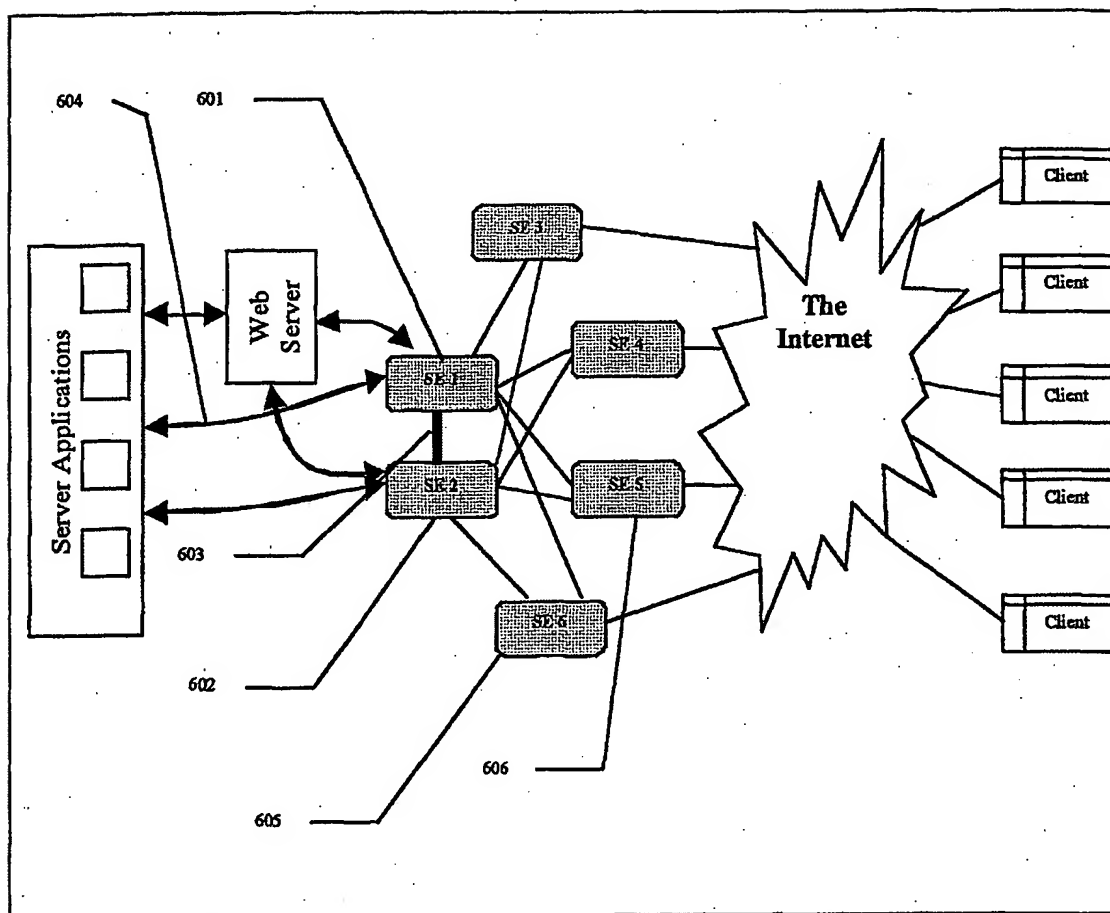 604
601
SE 3
Client
Client
The
Internet
Web
Server
SE 4
SE 1
Client
Server Applications
SE 2
SE 5
Client
603
SE 6
Client
602
606
605